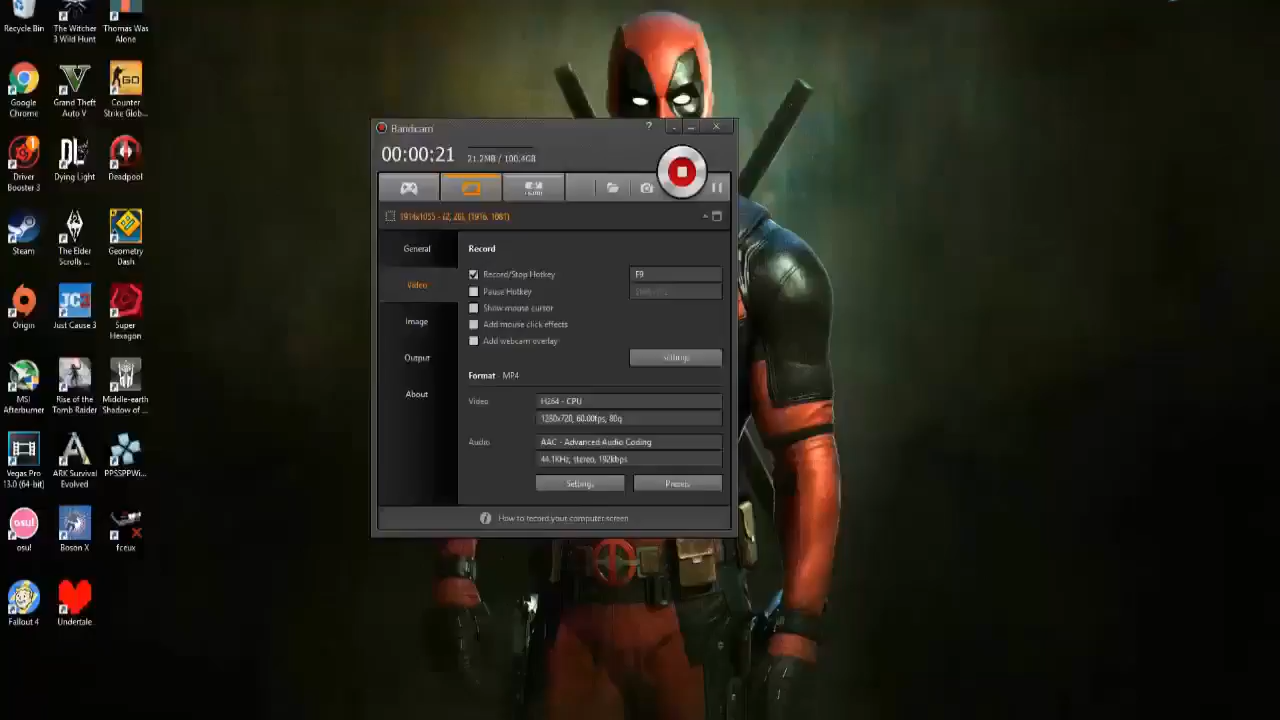 Recycle Bin
The Witcher
3 Wild Hunt
Thomas Was
Alone
Google
Chrome
Grand Theft
Auto V
GO
Counter
Strike Glob...
Driver
Booster 3
DL
Dying Light
Deadpool
Steam
The Elder
Scrolls ...
Geometry
Dash
Origin
JC3
Just Cause 3
Super
Hexagon
MSI
Afterburner
Rise of the
Tomb Raider
Middle-earth
Shadow of ...
Vegas Pro
13.0 (64-bit)
ARK Survival
Evolved
PPSSPPWi...
osu!
osu!
Boson X
fceux
Fallout 4
Undertale
Bandicam
00:00:21
21.2MB / 100.4GB
General
Video
Image
Output
About
Record
Record/Stop Hotkey
F9
Pause Hotkey
Show mouse cursor
Add mouse click effects
Add webcam overlay
Settings
Format - MP4
Video
H264 - CPU
1280x720, 60.00fps, 80q
Audio
AAC - Advanced Audio Coding
44.1KHz, stereo, 192kbps
Settings
Presets
How to record your computer screen